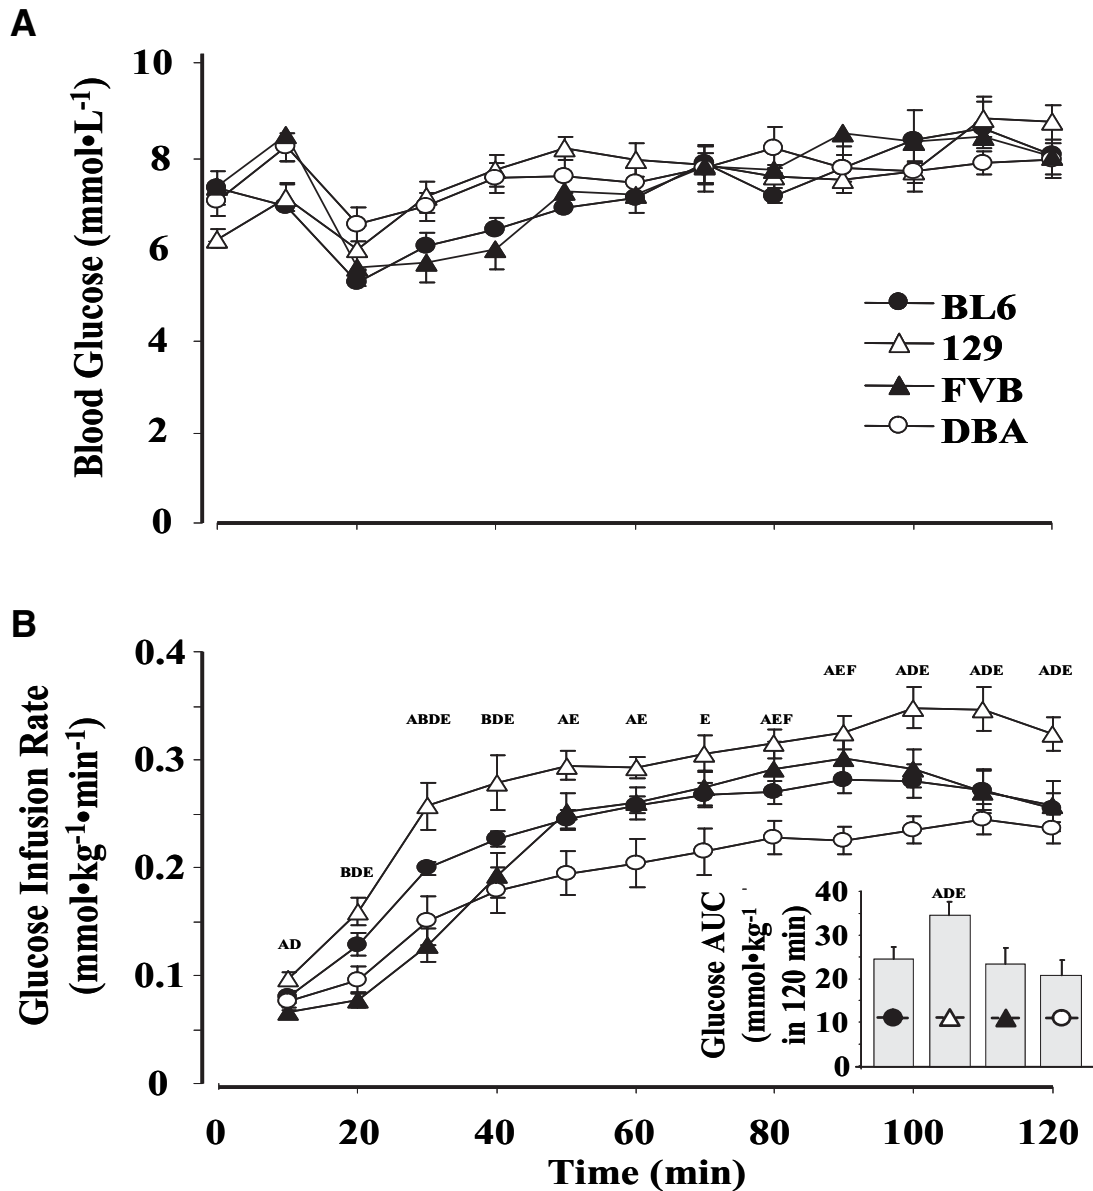 A
Blood Glucose (mmol•L-1)
10
8
6
4
2
0
BL6
129
FVB
DBA
B
Glucose Infusion Rate
(mmol•kg-1•min-1)
0.4
0.3
0.2
0.1
0
AD
BDE
ABDE
BDE
AE
AE
E
AEF
AEF
ADE
ADE
ADE
Glucose AUC
(mmol•kg-1
in 120 min)
40
30
20
10
0
ADE
0
20
40
60
80
100
120
Time (min)